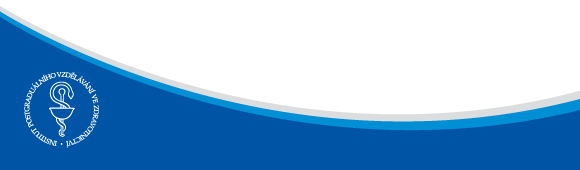 INSTITUT POSTGRADUÁLNÍHO VZDĚLÁVÁNÍ VE ZDRAVOTNICTVÍ •